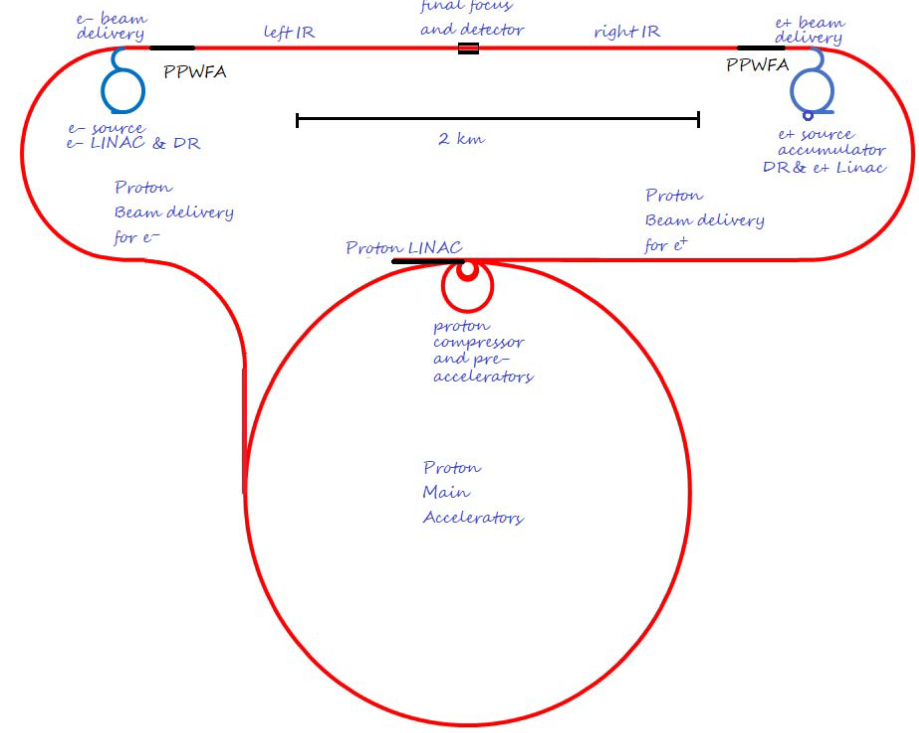 final focus
and detector
e- beam
delivery
left IR
right IR
e+ beam
delivery
PPWFA
PPWFA
e- source
e- LINAC & DR
2 km
e+ source
accumulator
DR & e+ Linac
Proton
Beam delivery
for e-
Proton
Beam delivery
for e+
Proton LINAC
proton
compressor
and pre-
accelerators
Proton
Main
Accelerators